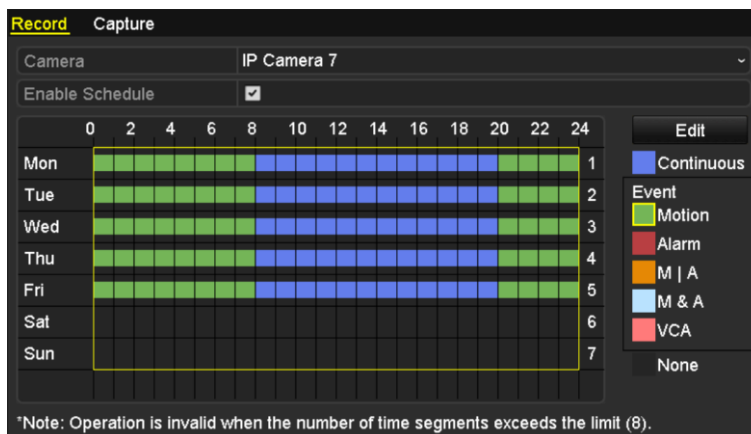 Record Capture
Camera IP Camera 7
Enable Schedule
0 2 4 6 8 10 12 14 16 18 20 22 24
Edit
Mon 1
Continuous
Tue 2
Event
Motion
Wed 3
Alarm
Thu 4
M | A
Fri 5
M & A
Sat 6
VCA
Sun 7
None
*Note: Operation is invalid when the number of time segments exceeds the limit (8).